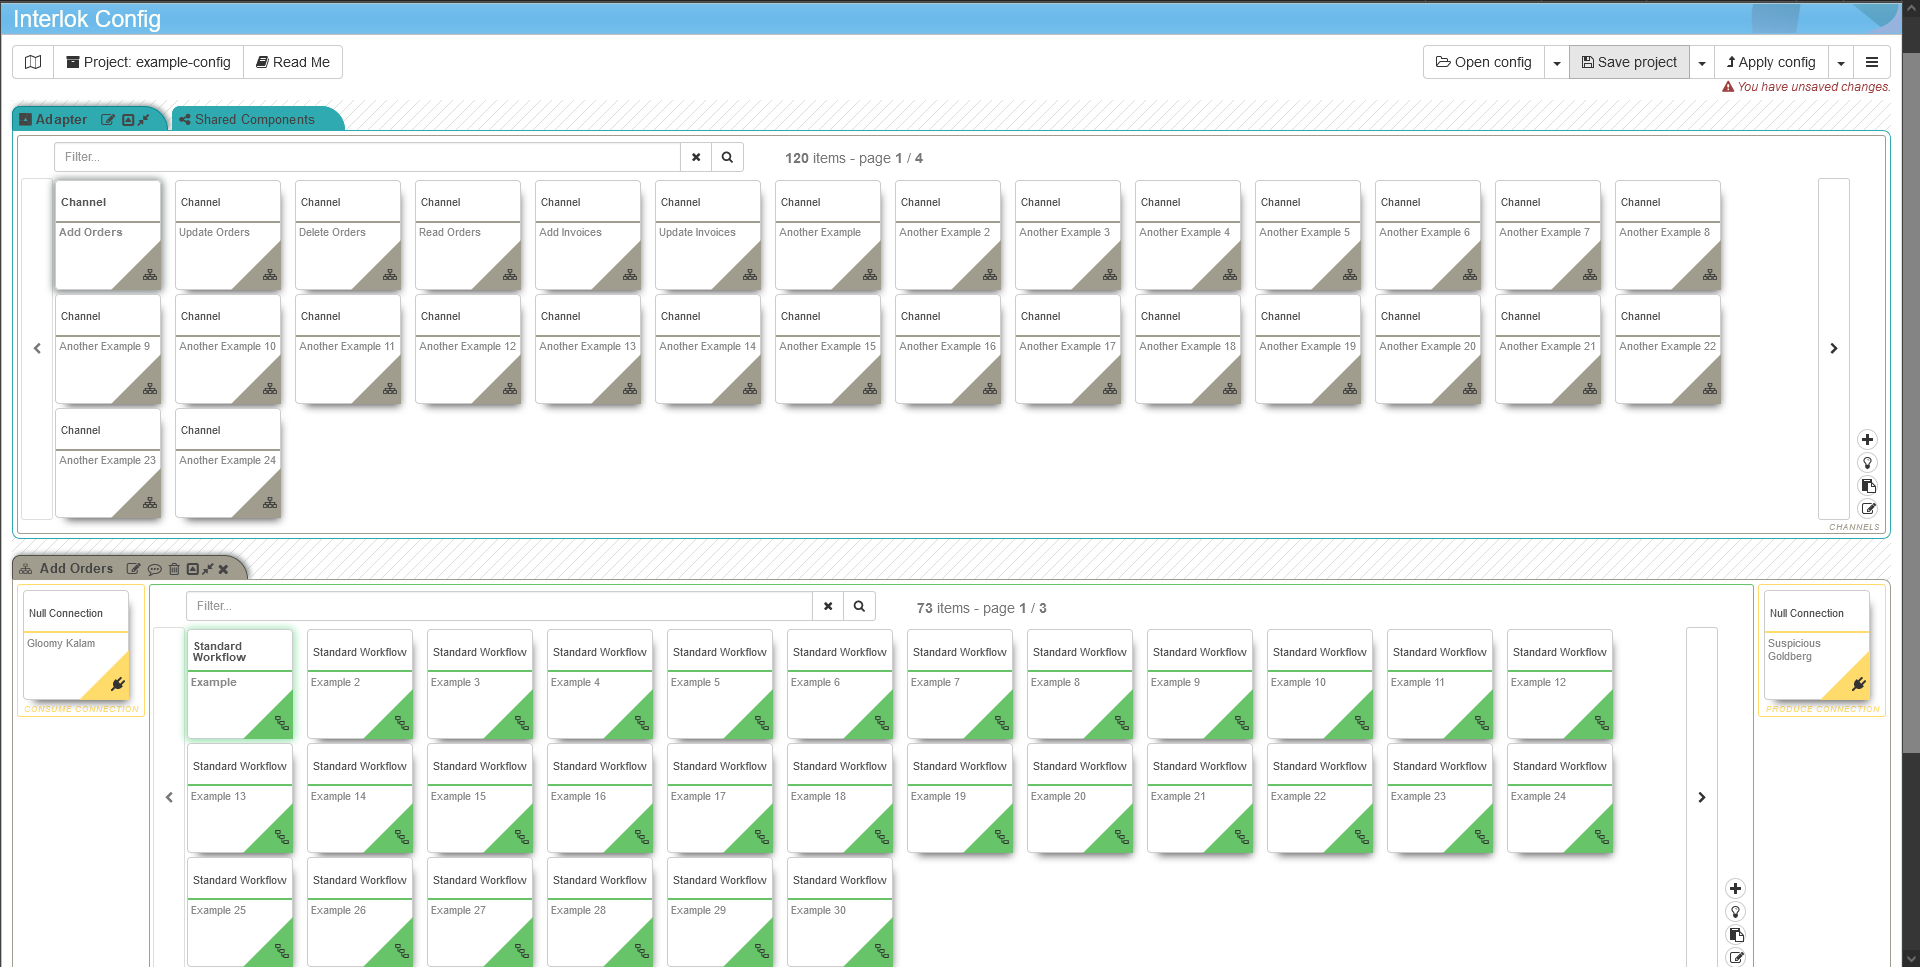 Interlok Config
Project: example-config
Read Me
Open config
Save project
Apply config
You have unsaved changes.
Adapter
Shared Components
Filter...
120 items - page 1 / 4
Channel
Add Orders
Channel
Update Orders
Channel
Delete Orders
Channel
Read Orders
Channel
Add Invoices
Channel
Update Invoices
Channel
Another Example
Channel
Another Example 2
Channel
Another Example 3
Channel
Another Example 4
Channel
Another Example 5
Channel
Another Example 6
Channel
Another Example 7
Channel
Another Example 8
Channel
Another Example 9
Channel
Another Example 10
Channel
Another Example 11
Channel
Another Example 12
Channel
Another Example 13
Channel
Another Example 14
Channel
Another Example 15
Channel
Another Example 16
Channel
Another Example 17
Channel
Another Example 18
Channel
Another Example 19
Channel
Another Example 20
Channel
Another Example 21
Channel
Another Example 22
Channel
Another Example 23
Channel
Another Example 24
CHANNELS
Add Orders
Null Connection
Gloomy Kalam
CONSUME CONNECTION
Filter...
73 items - page 1 / 3
Standard
Workflow
Example
Standard Workflow
Example 2
Standard Workflow
Example 3
Standard Workflow
Example 4
Standard Workflow
Example 5
Standard Workflow
Example 6
Standard Workflow
Example 7
Standard Workflow
Example 8
Standard Workflow
Example 9
Standard Workflow
Example 10
Standard Workflow
Example 11
Standard Workflow
Example 12
Standard Workflow
Example 13
Standard Workflow
Example 14
Standard Workflow
Example 15
Standard Workflow
Example 16
Standard Workflow
Example 17
Standard Workflow
Example 18
Standard Workflow
Example 19
Standard Workflow
Example 20
Standard Workflow
Example 21
Standard Workflow
Example 22
Standard Workflow
Example 23
Standard Workflow
Example 24
Standard Workflow
Example 25
Standard Workflow
Example 26
Standard Workflow
Example 27
Standard Workflow
Example 28
Standard Workflow
Example 29
Standard Workflow
Example 30
Null Connection
Suspicious
Goldberg
PRODUCE CONNECTION